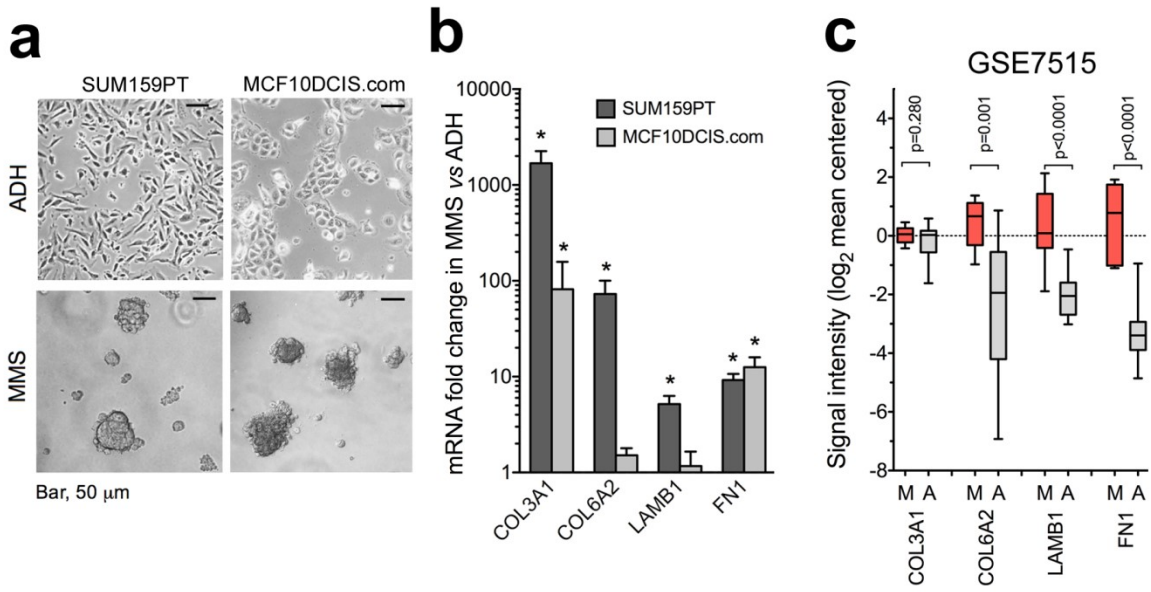 a
SUM159PT
MCF10DCIS.com
ADH
MMS
Bar, 50 μm
b
mRNA fold change in MMS vs ADH
10000
1000
100
10
1
SUM159PT
MCF10DCIS.com
*
*
*
*
*
*
COL3A1
COL6A2
LAMB1
FN1
c
GSE7515
Signal intensity (log2 mean centered)
4
2
0
-2
-4
-6
-8
p=0.280
p=0.001
p<0.0001
p<0.0001
M A
M A
M A
M A
COL3A1
COL6A2
LAMB1
FN1